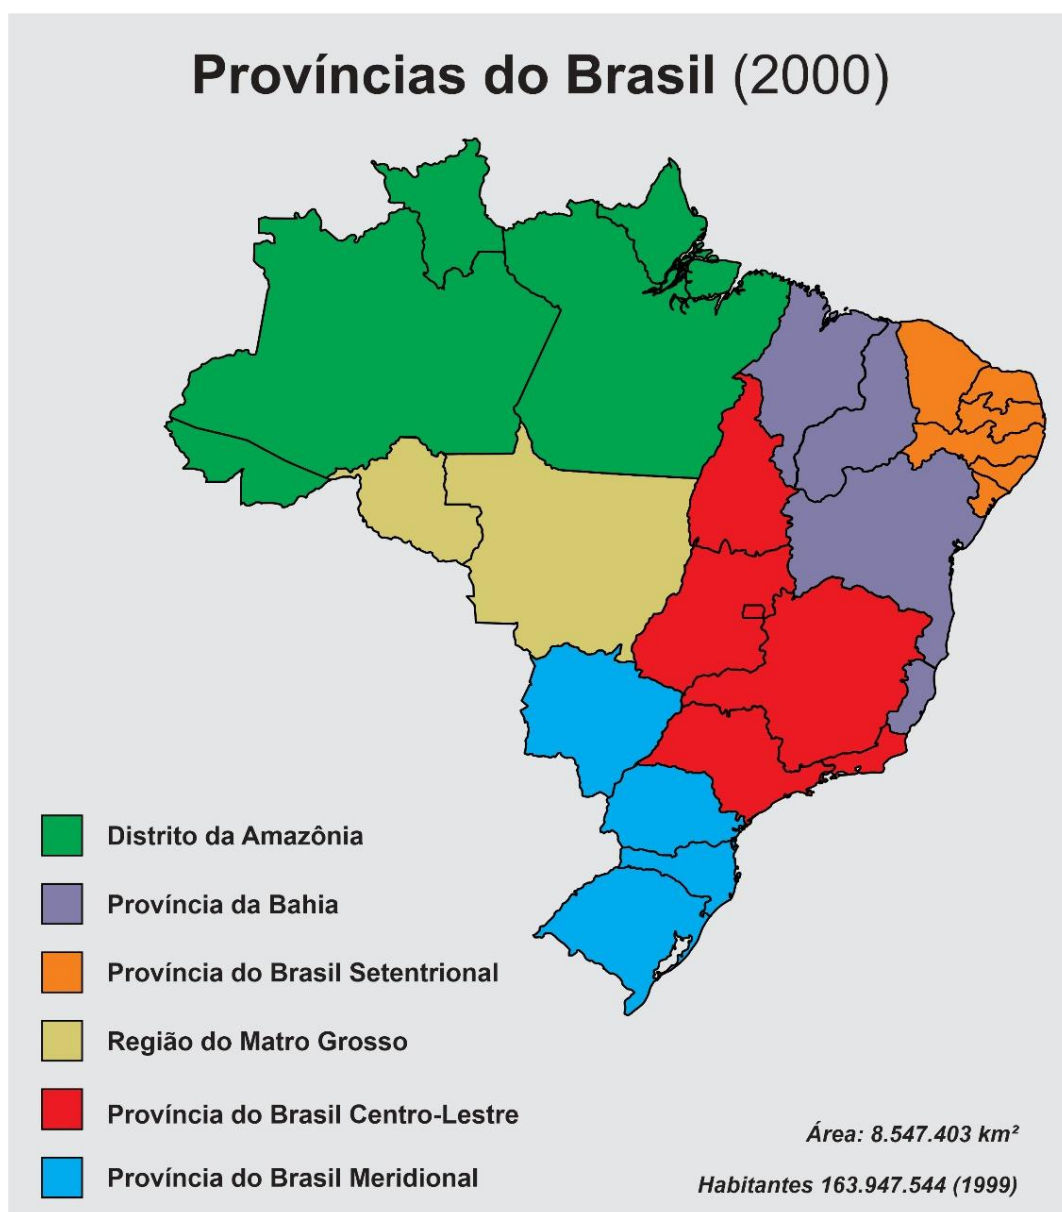 Províncias do Brasil (2000)
Distrito da Amazônia
Província da Bahia
Província do Brasil Setentrional
Região do Matro Grosso
Província do Brasil Centro-Lestre
Província do Brasil Meridional
Área: 8.547.403 km²
Habitantes 163.947.544 (1999)